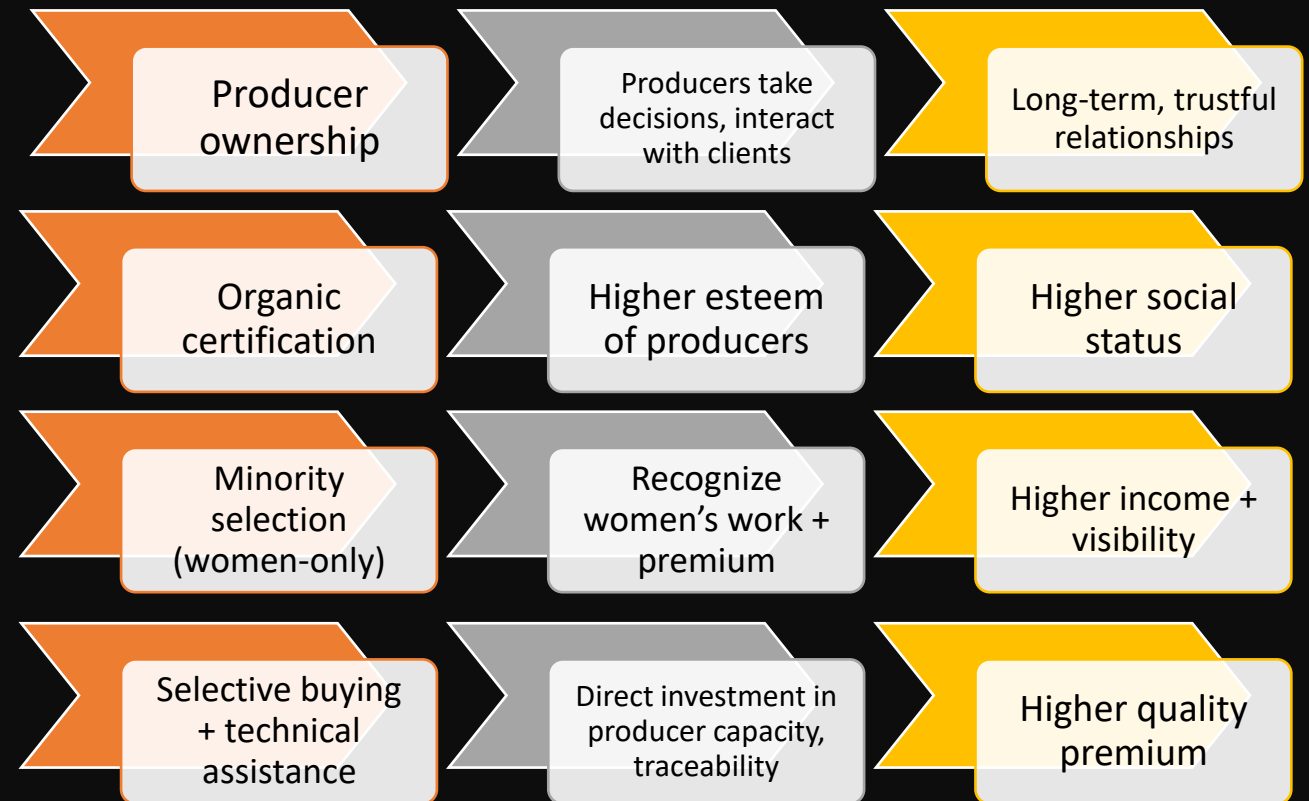 Producer
ownership
Producers take
decisions, interact
with clients
Long-term, trustful
relationships
Organic
certification
Higher esteem
of producers
Higher social
status
Minority
selection
(women-only)
Recognize
women’s work +
premium
Higher income +
visibility
Selective buying
+ technical
assistance
Direct investment in
producer capacity,
traceability
Higher quality
premium